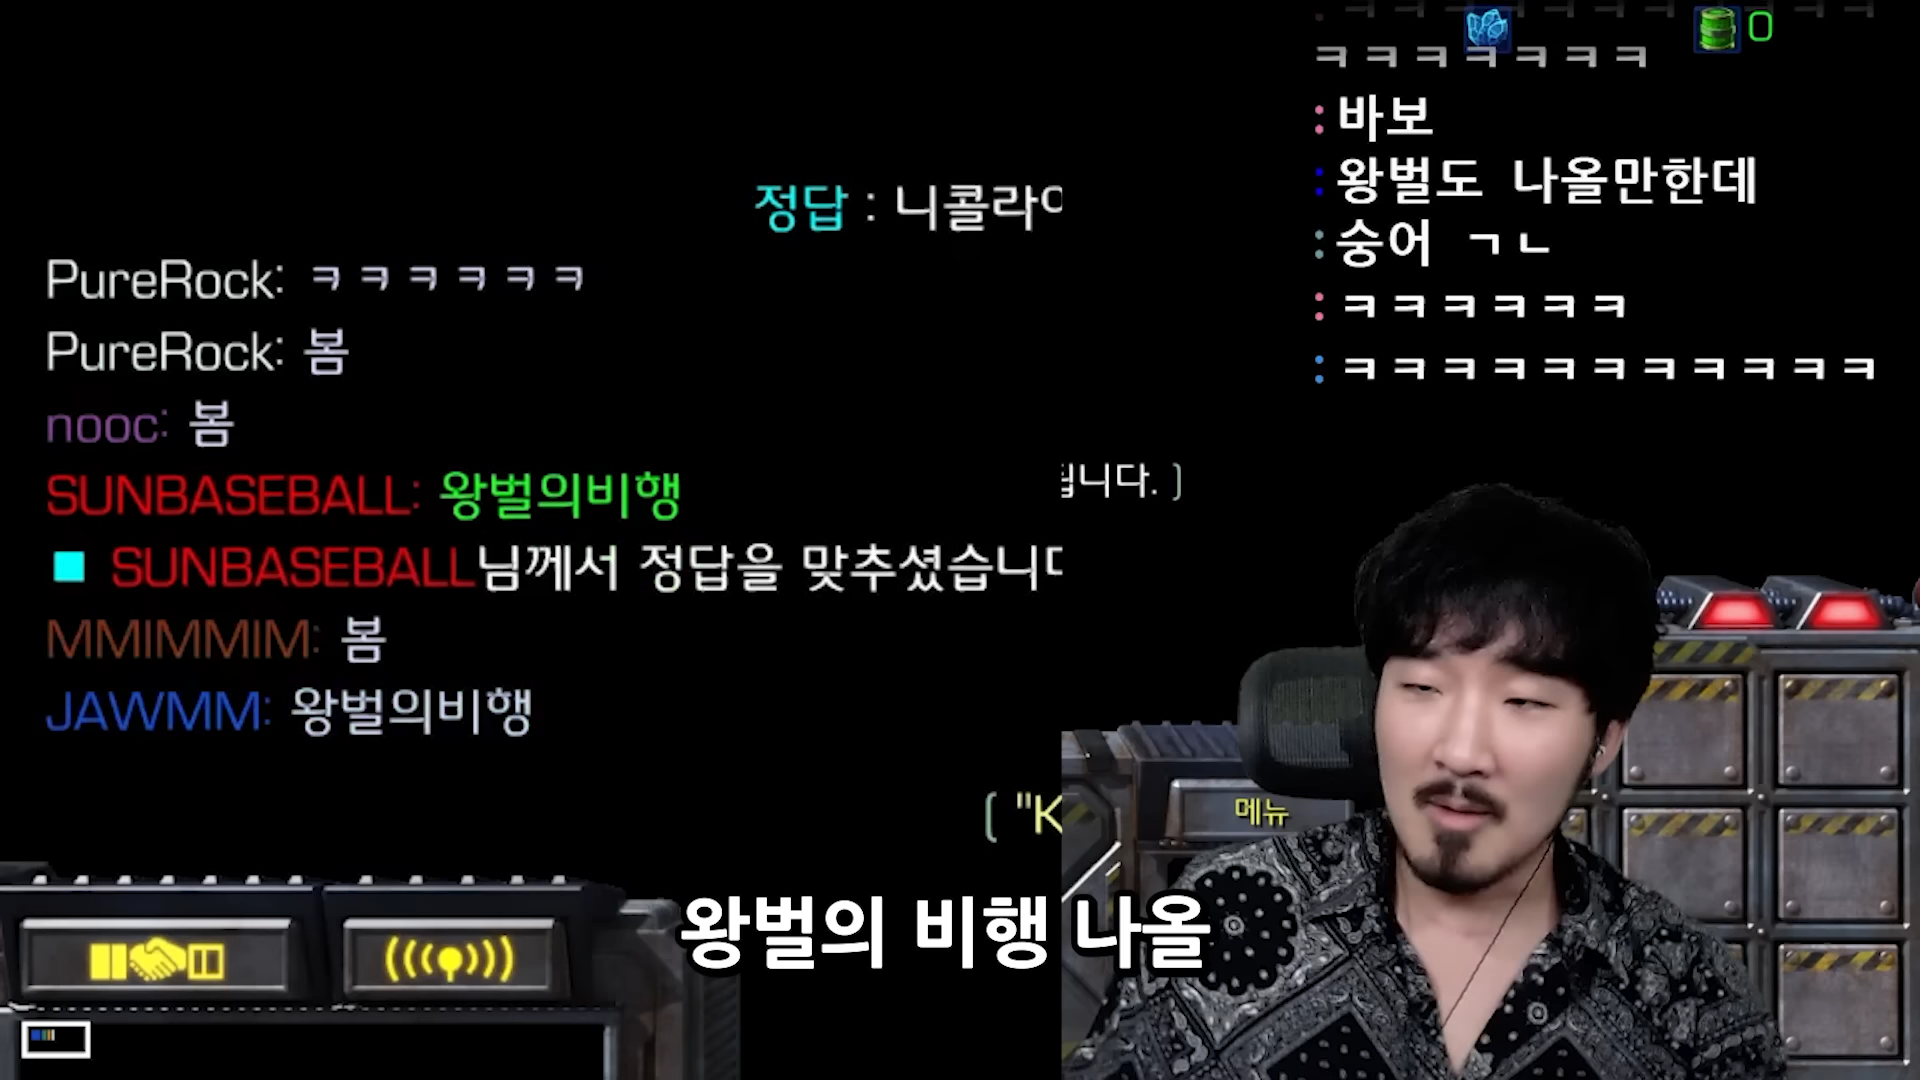 ㅋㅋㅋㅋㅋㅋㅋ
0
: 바보
: 왕벌도 나올만한데
: 숭어 ㄱㄴ
: ㅋㅋㅋㅋㅋㅋ
: ㅋㅋㅋㅋㅋㅋㅋㅋㅋㅋㅋ
정답 : 니콜라이
PureRock: ㅋㅋㅋㅋㅋㅋ
PureRock: 봄
nooc: 봄
SUNBASEBALL: 왕벌의비행
SUNBASEBALL님께서 정답을 맞추셨습니다
MMIMMIM: 봄
JAWMM: 왕벌의비행
됩니다. )
( "K
메뉴
왕벌의 비행 나올